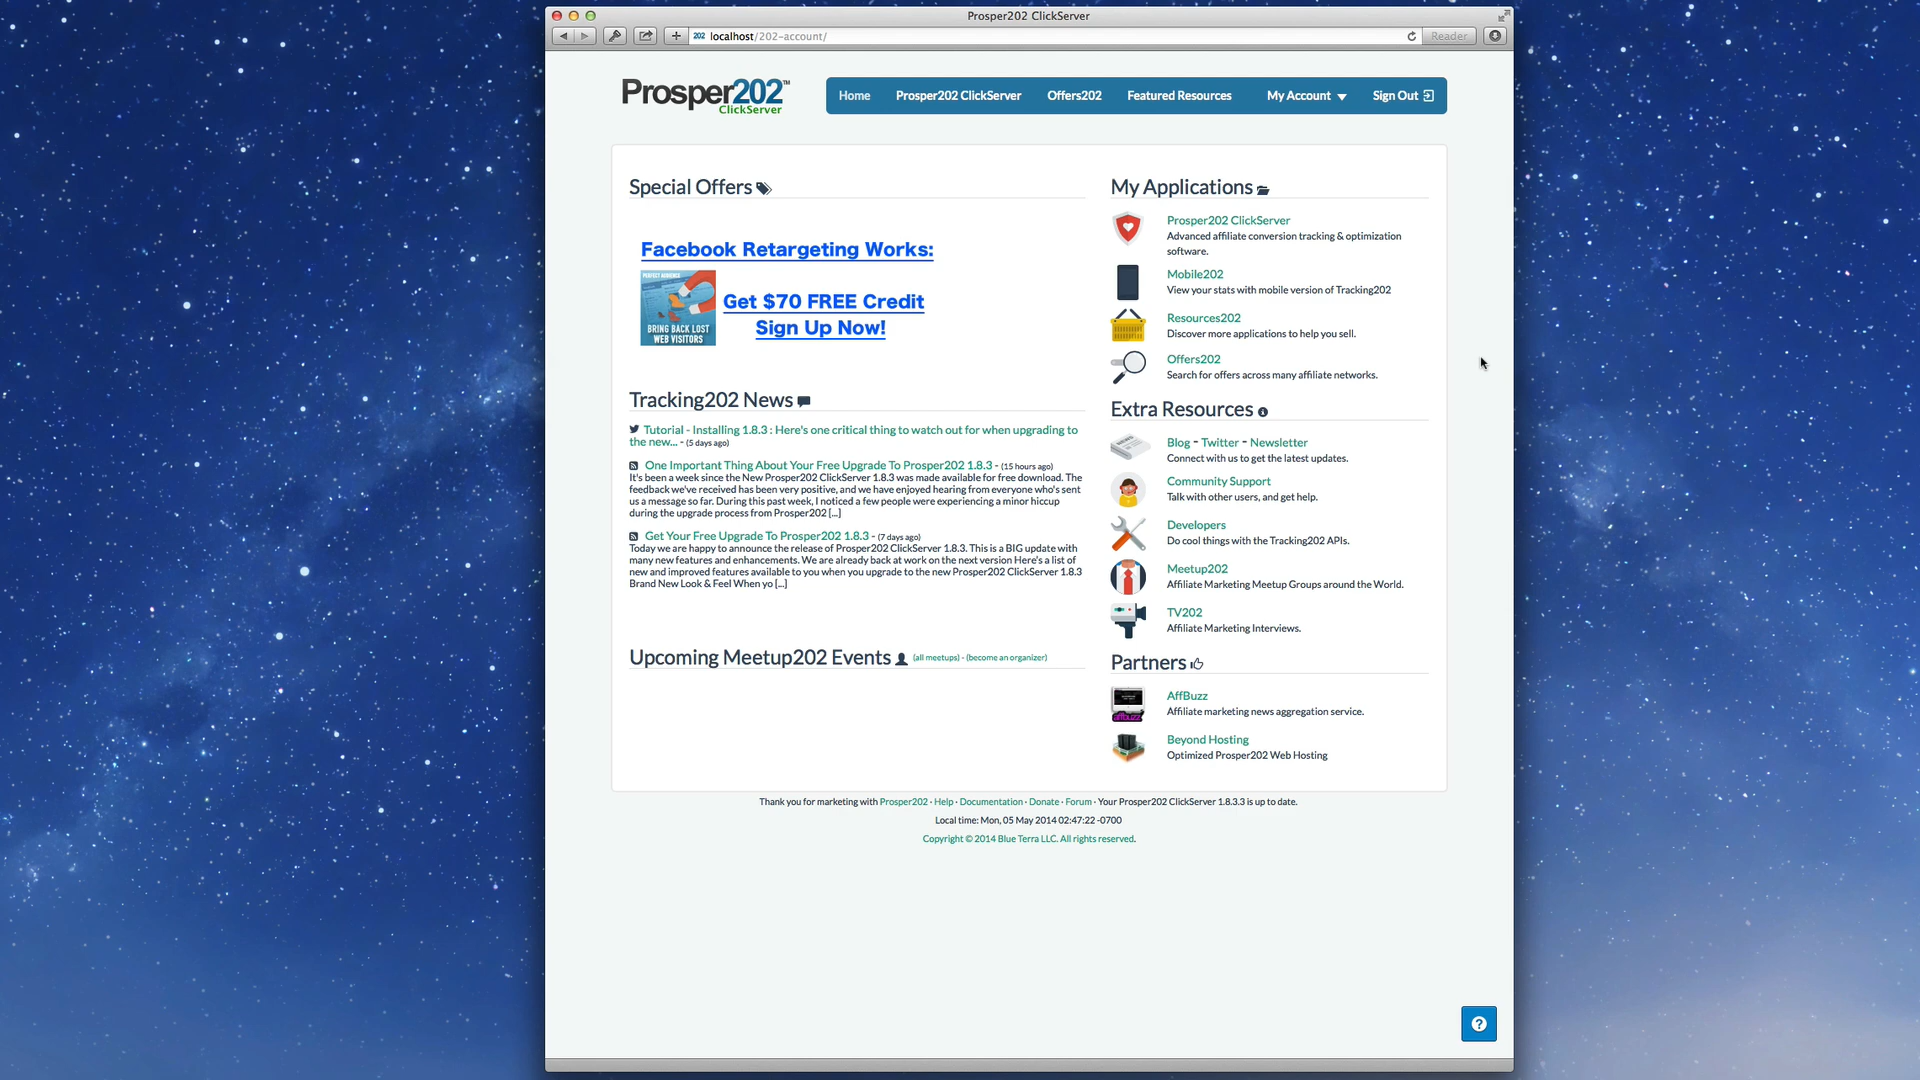 Prosper202 ClickServer
202 localhost/202-account/
Reader
Prosper202™
ClickServer
Home Prosper202 ClickServer Offers202 Featured Resources My Account Sign Out
Special Offers
Facebook Retargeting Works:
PERFECT AUDIENCE
BRING BACK LOST
WEB VISITORS
Get $70 FREE Credit
Sign Up Now!
Tracking202 News
Tutorial - Installing 1.8.3 : Here's one critical thing to watch out for when upgrading to
the new... - (5 days ago)
One Important Thing About Your Free Upgrade To Prosper202 1.8.3 - (15 hours ago)
It's been a week since the New Prosper202 ClickServer 1.8.3 was made available for free download. The
feedback we've received has been very positive, and we have enjoyed hearing from everyone who's sent
us a message so far. During this past week, I noticed a few people were experiencing a minor hiccup
during the upgrade process from Prosper202 [...]
Get Your Free Upgrade To Prosper202 1.8.3 - (7 days ago)
Today we are happy to announce the release of Prosper202 ClickServer 1.8.3. This is a BIG update with
many new features and enhancements. We are already back at work on the next version Here's a list of
new and improved features available to you when you upgrade to the new Prosper202 ClickServer 1.8.3
Brand New Look & Feel When yo [...]
Upcoming Meetup202 Events (all meetups) - (become an organizer)
My Applications
Prosper202 ClickServer
Advanced affiliate conversion tracking & optimization
software.
Mobile202
View your stats with mobile version of Tracking202
Resources202
Discover more applications to help you sell.
Offers202
Search for offers across many affiliate networks.
Extra Resources
Blog - Twitter - Newsletter
Connect with us to get the latest updates.
Community Support
Talk with other users, and get help.
Developers
Do cool things with the Tracking202 APIs.
Meetup202
Affiliate Marketing Meetup Groups around the World.
TV202
Affiliate Marketing Interviews.
Partners
affbuzz
AffBuzz
Affiliate marketing news aggregation service.
Beyond Hosting
Optimized Prosper202 Web Hosting
Thank you for marketing with Prosper202 · Help · Documentation · Donate · Forum · Your Prosper202 ClickServer 1.8.3.3 is up to date.
Local time: Mon, 05 May 2014 02:47:22 -0700
Copyright © 2014 Blue Terra LLC. All rights reserved.